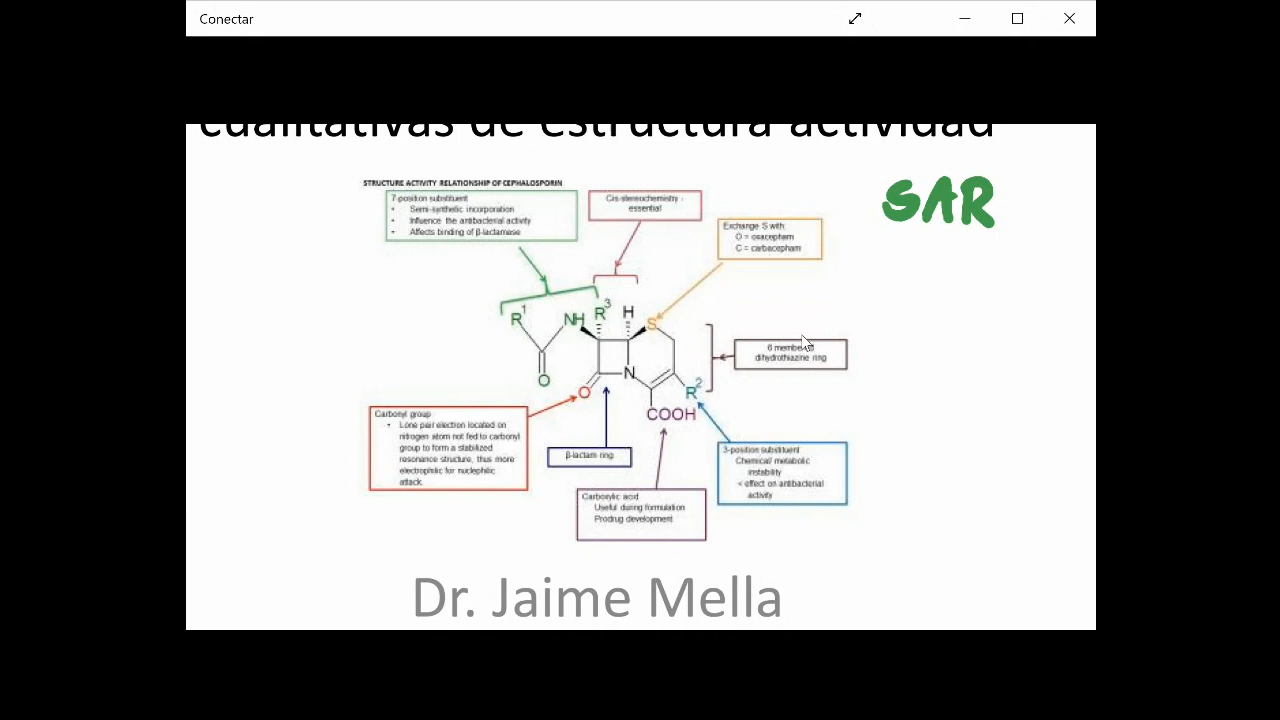 Conectar
cualitativas de estructura actividad
SAR
STRUCTURE ACTIVITY RELATIONSHIP OF CEPHALOSPORIN
7-position substituent
• Semi-synthetic incorporation
• Influence the antibacterial activity
• Affects binding of β-lactamase
Cis-stereochemistry -
essential
Exchange S with:
O = oxacepham
C = carbacepham
R1
NH
R3
H
S
O
O
N
R2
COOH
6 membered
dihydrothiazine ring
Carbonyl group
• Lone pair election located on
nitrogen atom not fed to carbonyl
group to form a stabilized
resonance structure, thus more
electrophilic for nucleophilic
attack.
β-lactam ring
3-position substituent
Chemical/ metabolic
instability
< effect on antibacterial
activity
Carboxylic acid
Useful during formulation
Prodrug development
Dr. Jaime Mella